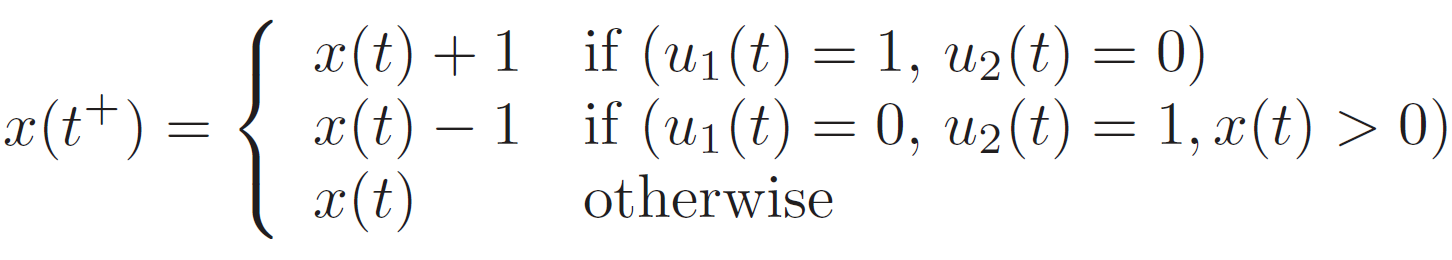 x(t⁺) = { x(t) + 1 if (u₁(t) = 1, u₂(t) = 0)
x(t) − 1 if (u₁(t) = 0, u₂(t) = 1, x(t) > 0)
x(t) otherwise